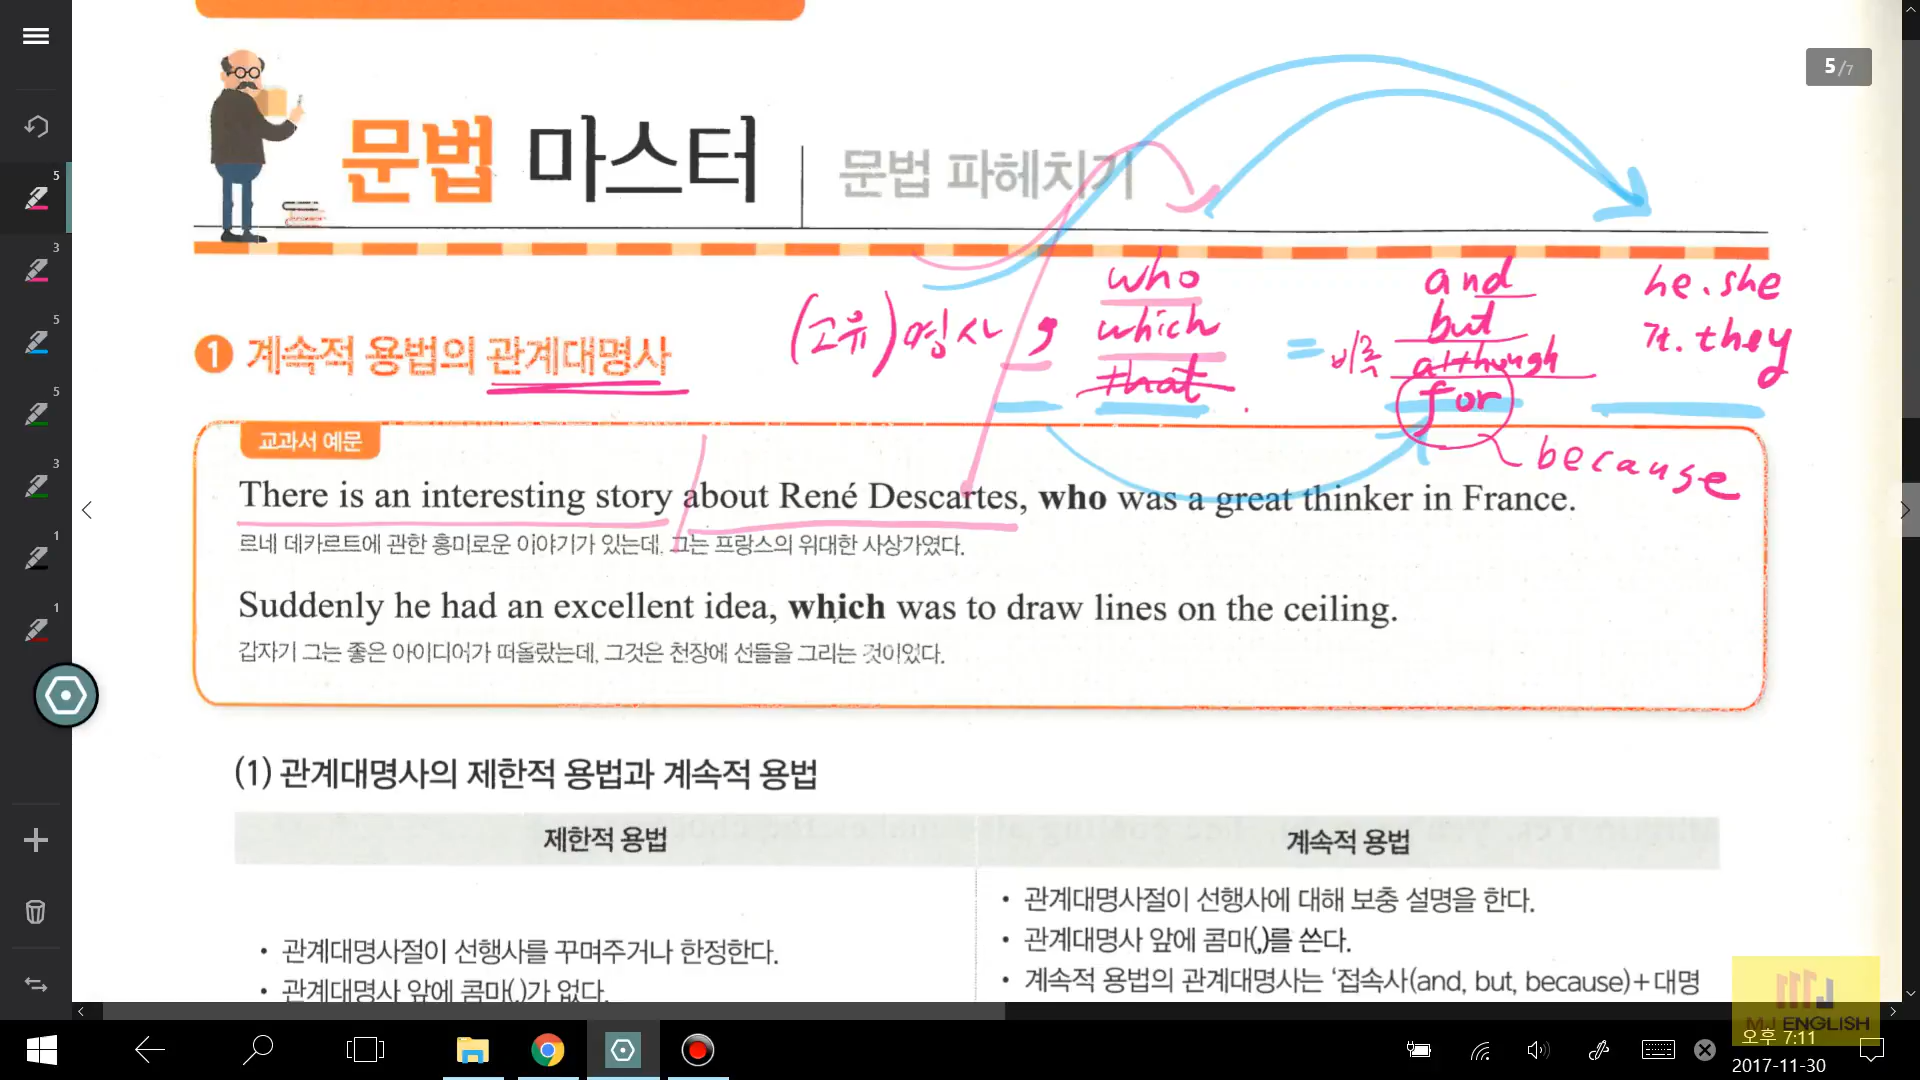 5/7
문법 마스터
문법 파헤치기
who
which
that
and
but
although
for
he. she
it. they
(고유) 명사 ,
=
비록
because
1 계속적 용법의 관계대명사
교과서 예문
There is an interesting story about René Descartes, who was a great thinker in France.
르네 데카르트에 관한 흥미로운 이야기가 있는데, 그는 프랑스의 위대한 사상가였다.
Suddenly he had an excellent idea, which was to draw lines on the ceiling.
갑자기 그는 좋은 아이디어가 떠올랐는데, 그것은 천장에 선들을 그리는 것이었다.
(1) 관계대명사의 제한적 용법과 계속적 용법
제한적 용법
계속적 용법
• 관계대명사절이 선행사를 꾸며주거나 한정한다.
• 관계대명사 앞에 콤마(,)가 없다.
• 관계대명사절이 선행사에 대해 보충 설명을 한다.
• 관계대명사 앞에 콤마(,)를 쓴다.
• 계속적 용법의 관계대명사는 ‘접속사(and, but, because)+대명
5
3
5
5
3
1
1
MJ ENGLISH
오후 7:11
2017-11-30